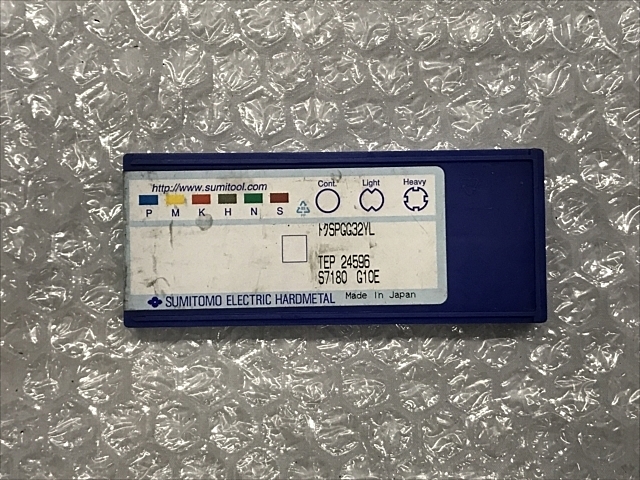 http://www.sumitool.com
Cont. Light Heavy
P M K H N S
トクSPGG32YL
TEP 24596
S7180 G10E
SUMITOMO ELECTRIC HARDMETAL Made in Japan